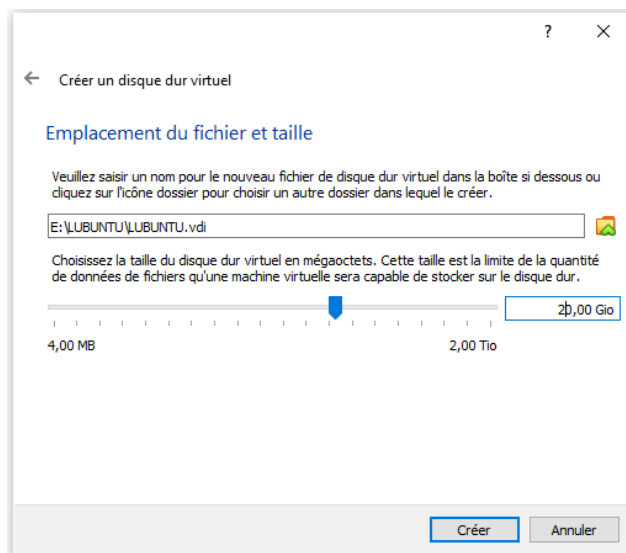 ?
Créer un disque dur virtuel
Emplacement du fichier et taille
Veuillez saisir un nom pour le nouveau fichier de disque dur virtuel dans la boîte si dessous ou
cliquez sur l'icône dossier pour choisir un autre dossier dans lequel le créer.
E:\LUBUNTU\LUBUNTU.vdi
Choisissez la taille du disque dur virtuel en mégaoctets. Cette taille est la limite de la quantité
de données de fichiers qu'une machine virtuelle sera capable de stocker sur le disque dur.
20,00 Gio
4,00 MB 2,00 Tio
Créer Annuler